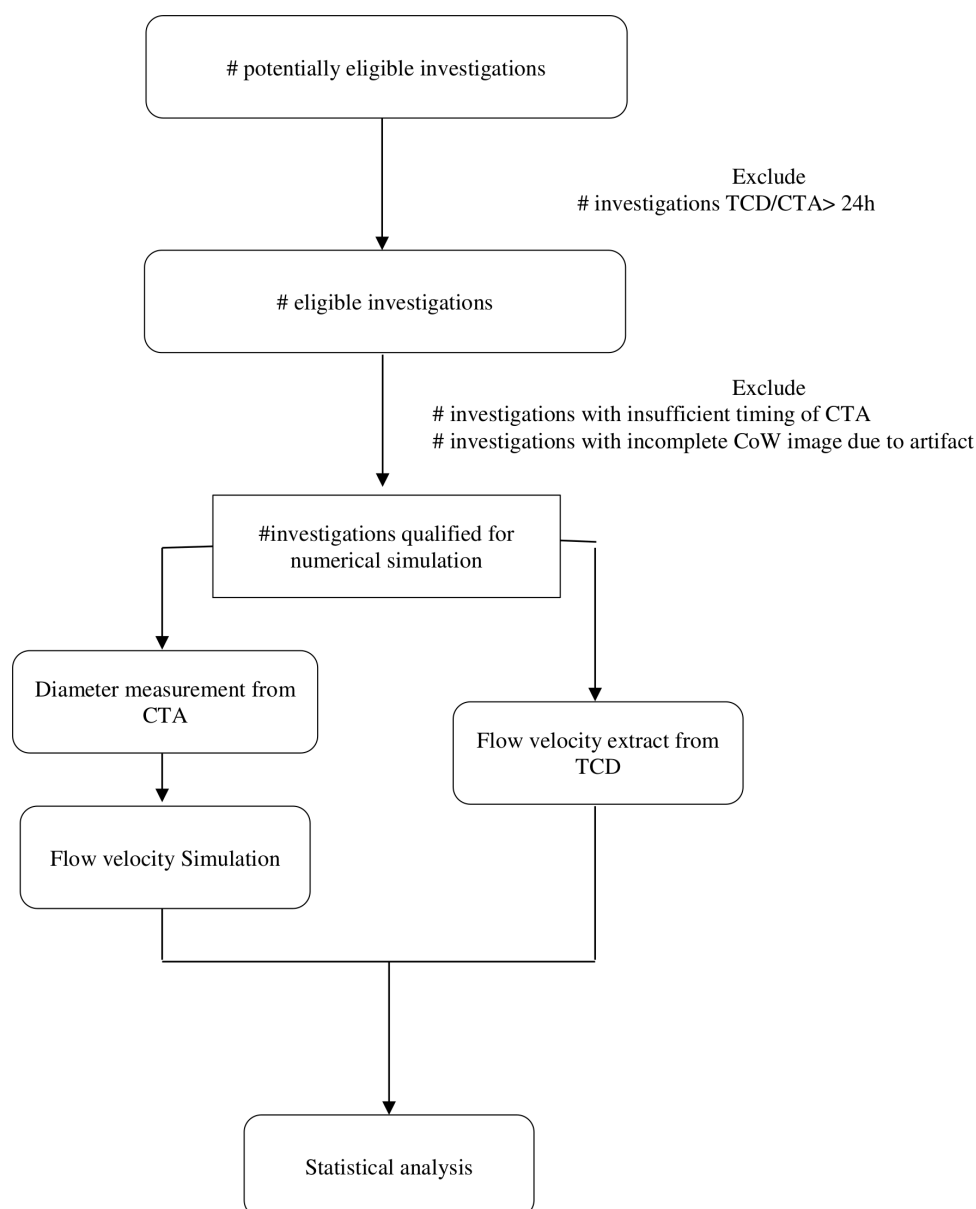 # potentially eligible investigations
Exclude
# investigations TCD/CTA> 24h
# eligible investigations
Exclude
# investigations with insufficient timing of CTA
# investigations with incomplete CoW image due to artifact
#investigations qualified for
numerical simulation
Diameter measurement from
CTA
Flow velocity extract from
TCD
Flow velocity Simulation
Statistical analysis